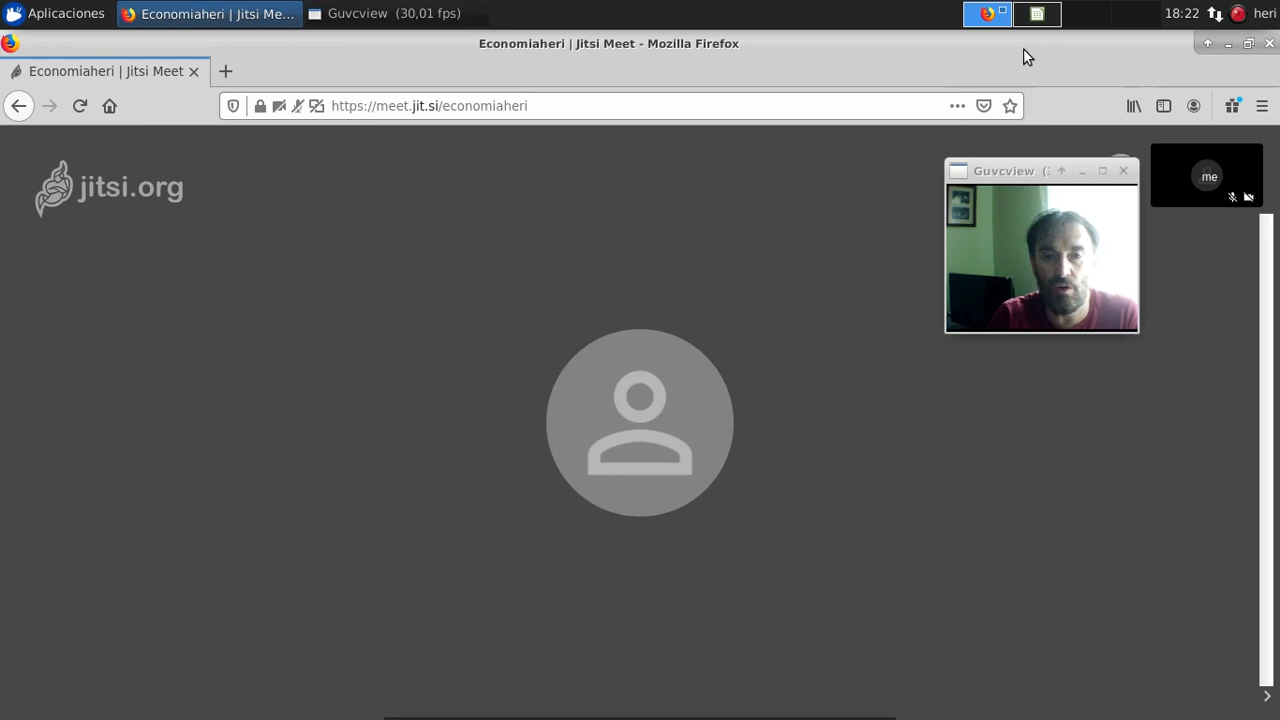 Aplicaciones
Economiaheri | Jitsi Me...
Guvcview (30,01 fps)
18:22
heri
Economiaheri | Jitsi Meet - Mozilla Firefox
Economiaheri | Jitsi Meet
https://meet.jit.si/economiaheri
jitsi.org
Guvcview (
me